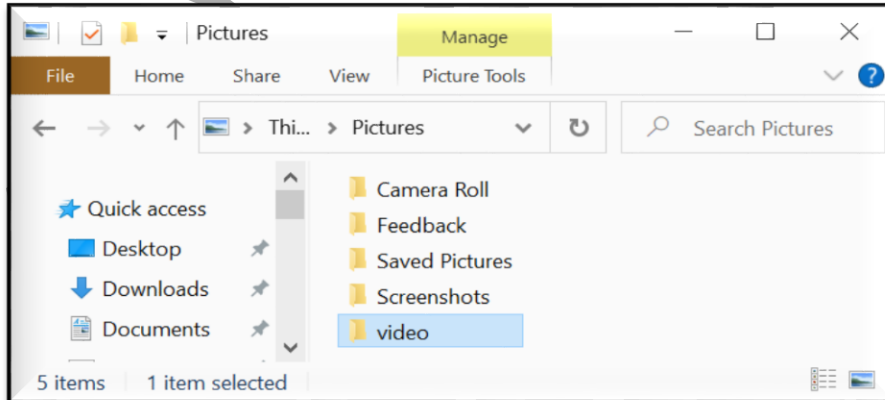 Pictures
Manage
File Home Share View Picture Tools
Thi... Pictures
Search Pictures
Quick access
Desktop
Downloads
Documents
Camera Roll
Feedback
Saved Pictures
Screenshots
video
5 items 1 item selected